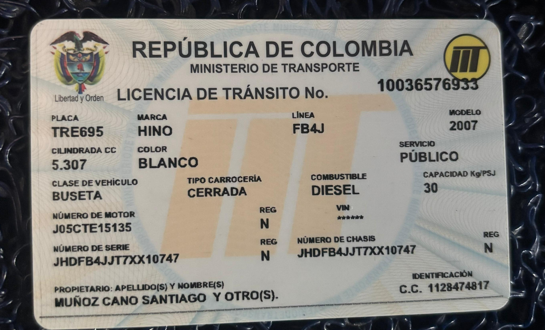 REPÚBLICA DE COLOMBIA
MINISTERIO DE TRANSPORTE
Libertad y Orden
LICENCIA DE TRÁNSITO No. 10036576933
PLACA MARCA LÍNEA MODELO
TRE695 HINO FB4J 2007
CILINDRADA CC COLOR SERVICIO
5.307 BLANCO PÚBLICO
CLASE DE VEHÍCULO TIPO CARROCERÍA COMBUSTIBLE CAPACIDAD Kg/PSJ
BUSETA CERRADA DIESEL 30
NÚMERO DE MOTOR REG VIN
J05CTE15135 N ******
NÚMERO DE SERIE REG NÚMERO DE CHASIS REG
JHDFB4JJT7XX10747 N JHDFB4JJT7XX10747 N
PROPIETARIO: APELLIDO(S) Y NOMBRE(S) IDENTIFICACIÓN
MUÑOZ CANO SANTIAGO Y OTRO(S). C.C. 1128474817